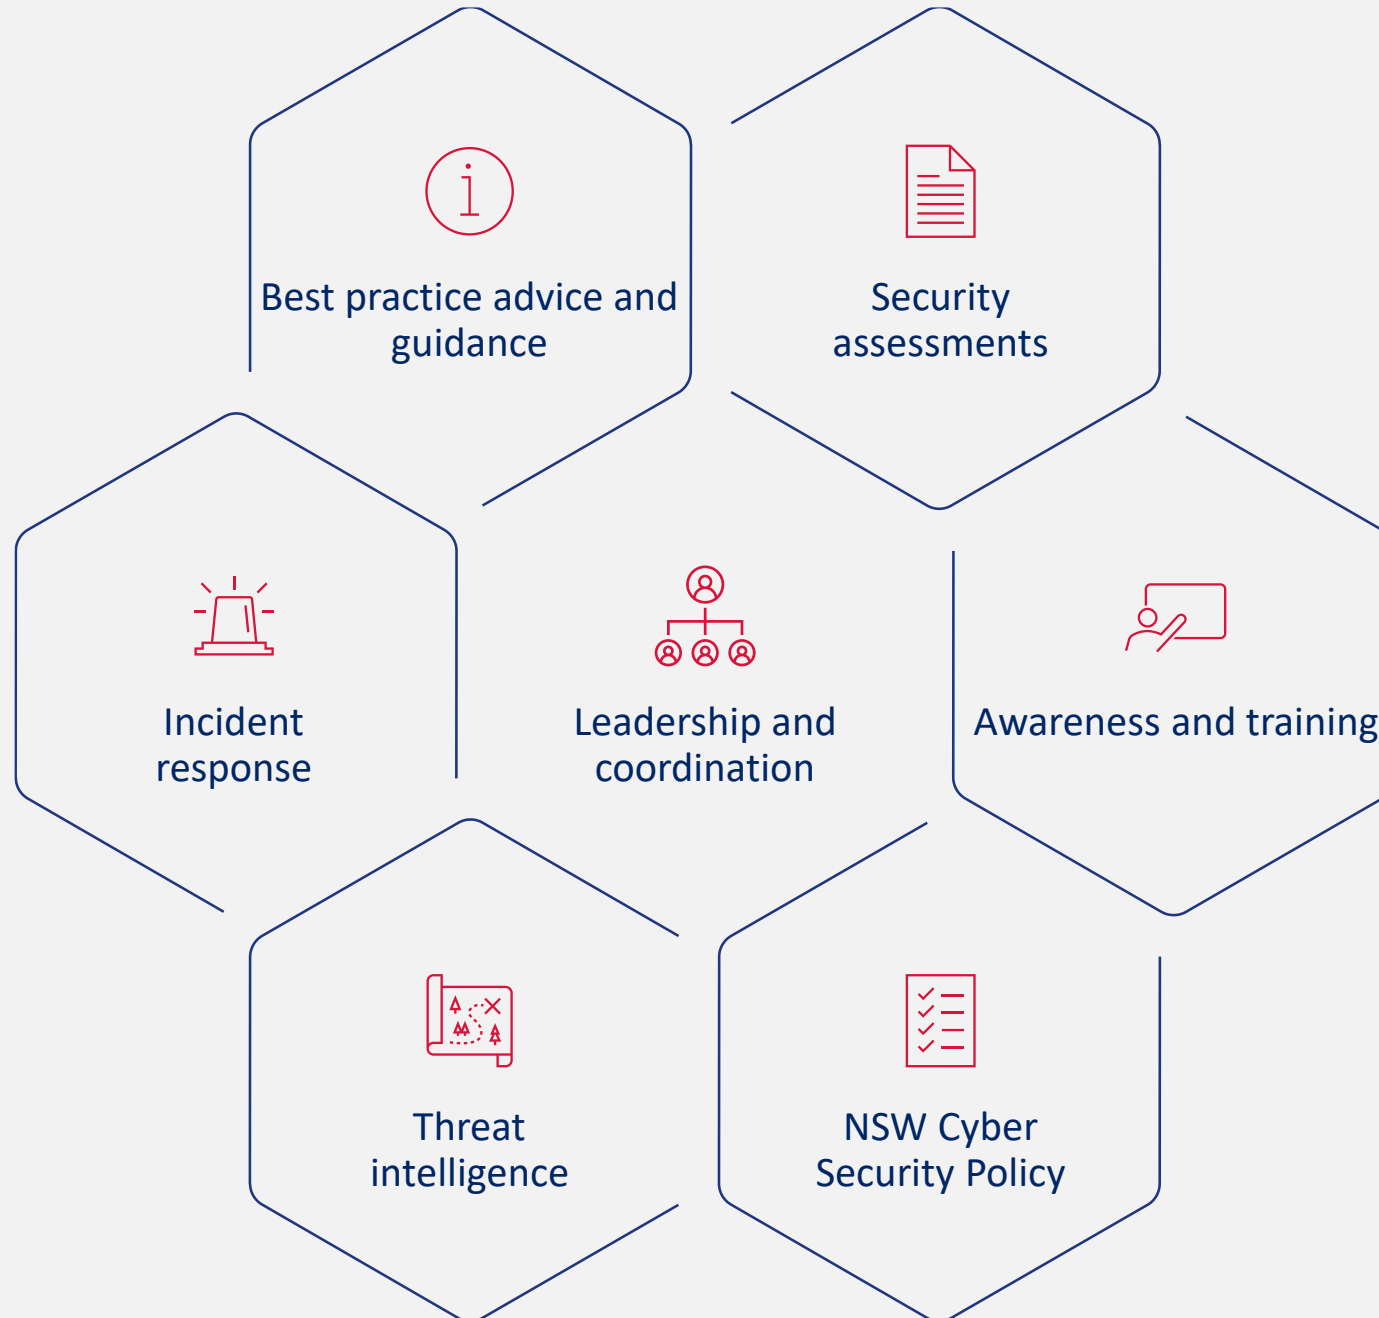 Best practice advice and
guidance
Security
assessments
Incident
response
Leadership and
coordination
Awareness and training
Threat
intelligence
NSW Cyber
Security Policy